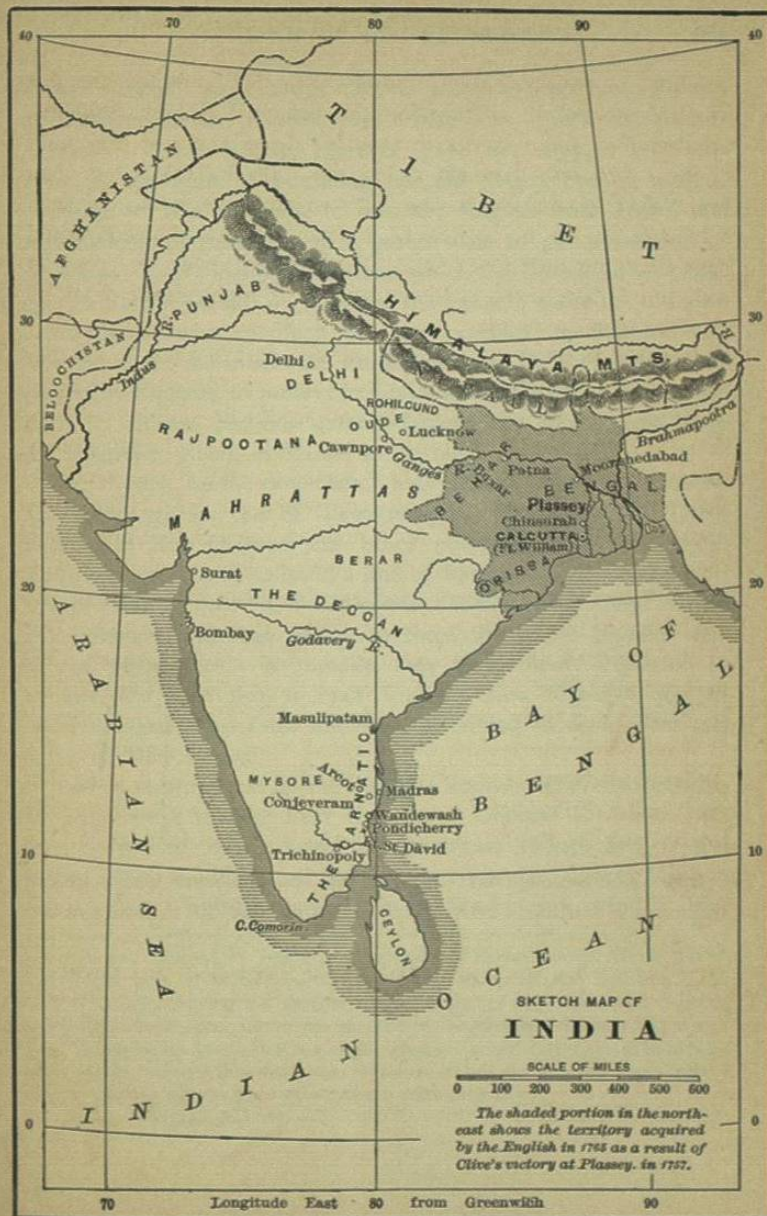 70 80 90
40 40
TIBET
AFGHANISTAN
R. PUNJAB
HIMALAYA MTS.
30 30
BELOOCHISTAN
Indus
Delhi
DELHI
NEPAL
R.
ROHILCUND
OUDE
Lucknow
RAJPOOTANA
Cawnpore
Ganges
Brahmapootra
R. Baxar Patna
Moorshedabad
BEHAR
BENGAL
MAHRATTAS
Plassey
Chinsurah
CALCUTTA
(Ft. William)
BERAR
ORISSA
Surat
20 20
THE DECCAN
Bombay
Godavery R.
ARABIAN SEA
BAY OF
BENGAL
Masulipatam
THE CARNATIC
MYSORE
Arcot
Madras
Conjeveram
Wandewash
Pondicherry
Ft. St. David
10 10
Trichinopoly
C. Comorin
CEYLON
INDIAN OCEAN
SKETCH MAP OF
INDIA
SCALE OF MILES
0 100 200 300 400 500 600
The shaded portion in the north-
east shows the territory acquired
by the English in 1765 as a result of
Clive's victory at Plassey. in 1757.
0 0
70 Longitude East 80 from Greenwich 90